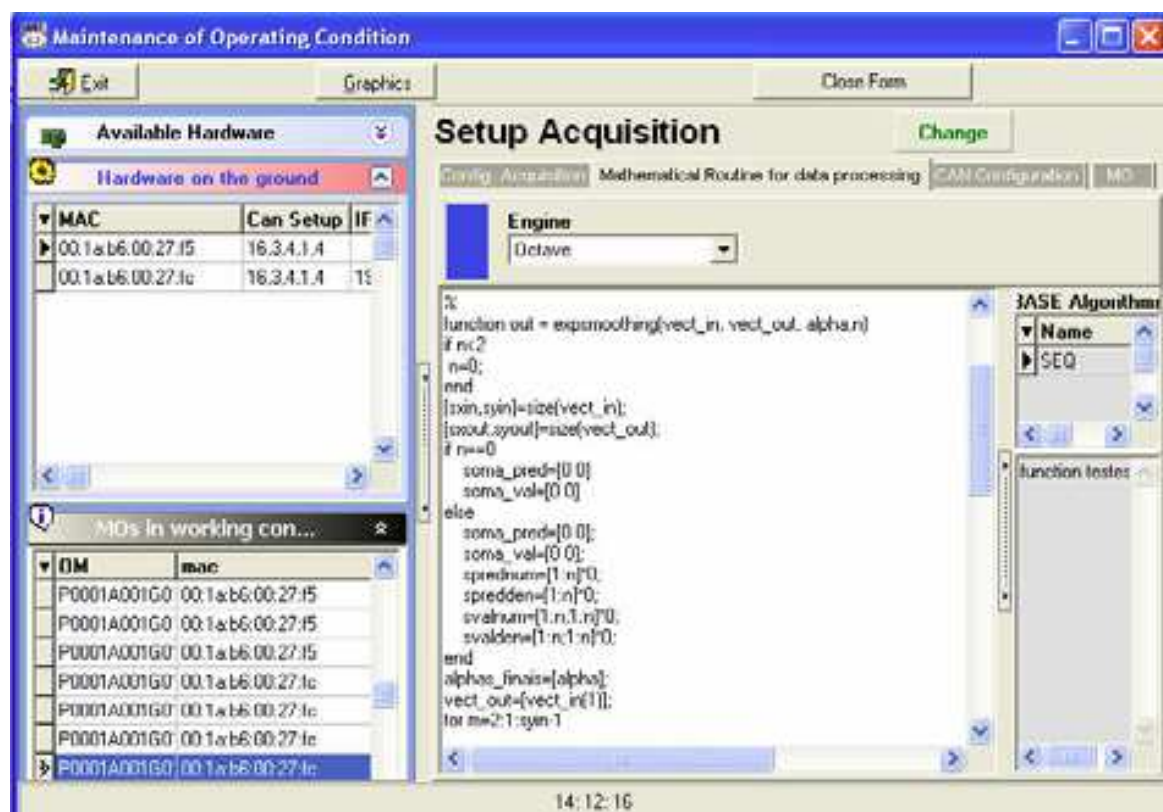 Maintenance of Operating Condition
Exit
Graphics
Close Form
Available Hardware
Hardware on the ground
MAC Can Setup IF
00.1a.b6.00.27.f5 16.3.4.1.4
00.1a.b6.00.27.fc 16.3.4.1.4 19
MOs in working con...
OM mac
P0001A001G0 00:1a:b6:00:27:f5
P0001A001G0 00:1a:b6:00:27:f5
P0001A001G0 00:1a:b6:00:27:f5
P0001A001G0 00:1a:b6:00:27:fc
P0001A001G0 00:1a:b6:00:27:fc
P0001A001G0 00:1a:b6:00:27:fc
P0001A001G0 00:1a:b6:00:27:fc
Setup Acquisition
Change
Config. Acquisition Mathematical Routine for data processing CAN Configuration MO
Engine
Octave
%
function out = expsmoothing(vect_in, vect_out, alpha,n)
if n<2
n=0;
end
[sxin,syin]=size(vect_in);
[sxout,syout]=size(vect_out);
if n==0
soma_pred=[0 0]
soma_val=[0 0]
else
soma_pred=[0 0];
soma_val=[0 0];
sprednum=[1:n]*0;
spredden=[1:n]*0;
svalnum=[1:n,1:n]*0;
svalden=[1:n;1:n]*0;
end
alphas_finais=[alpha];
vect_out=[vect_in(1)];
for m=2:1:syin-1
BASE Algorithms
Name
SEQ
function testes
14:12:16